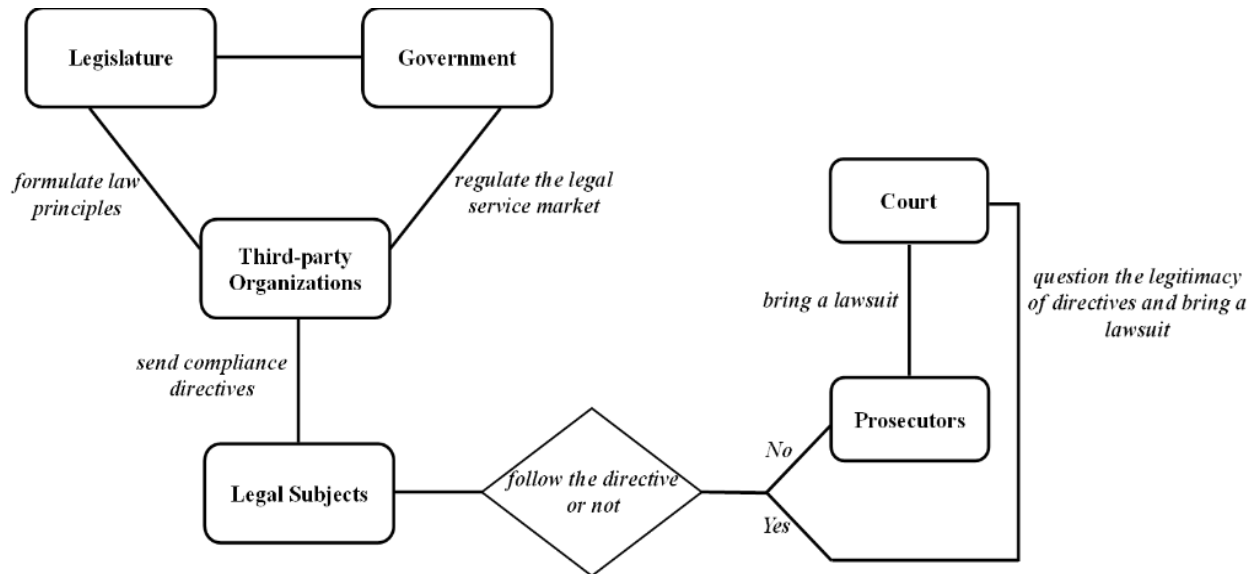 Legislature
Government
formulate law
principles
regulate the legal
service market
Third-party
Organizations
send compliance
directives
Legal Subjects
follow the directive
or not
No
Yes
Court
bring a lawsuit
question the legitimacy
of directives and bring a
lawsuit
Prosecutors